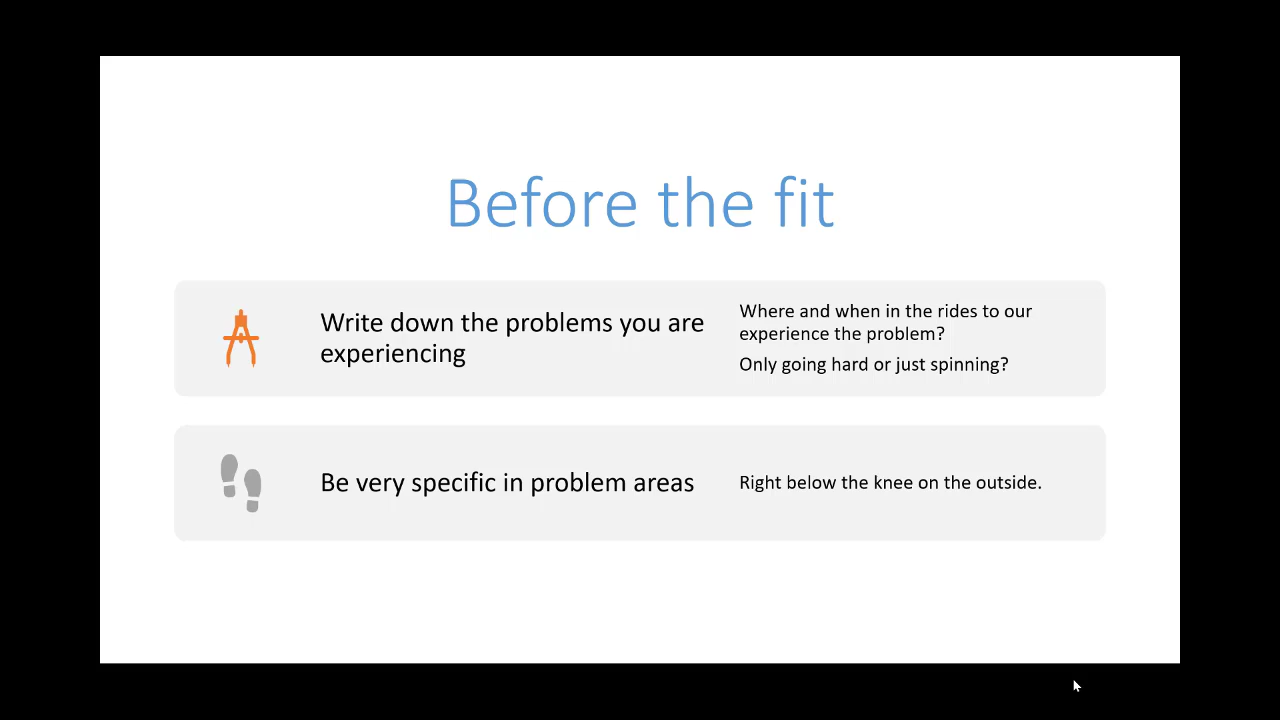 Before the fit
Write down the problems you are
experiencing
Where and when in the rides to our
experience the problem?
Only going hard or just spinning?
Be very specific in problem areas
Right below the knee on the outside.